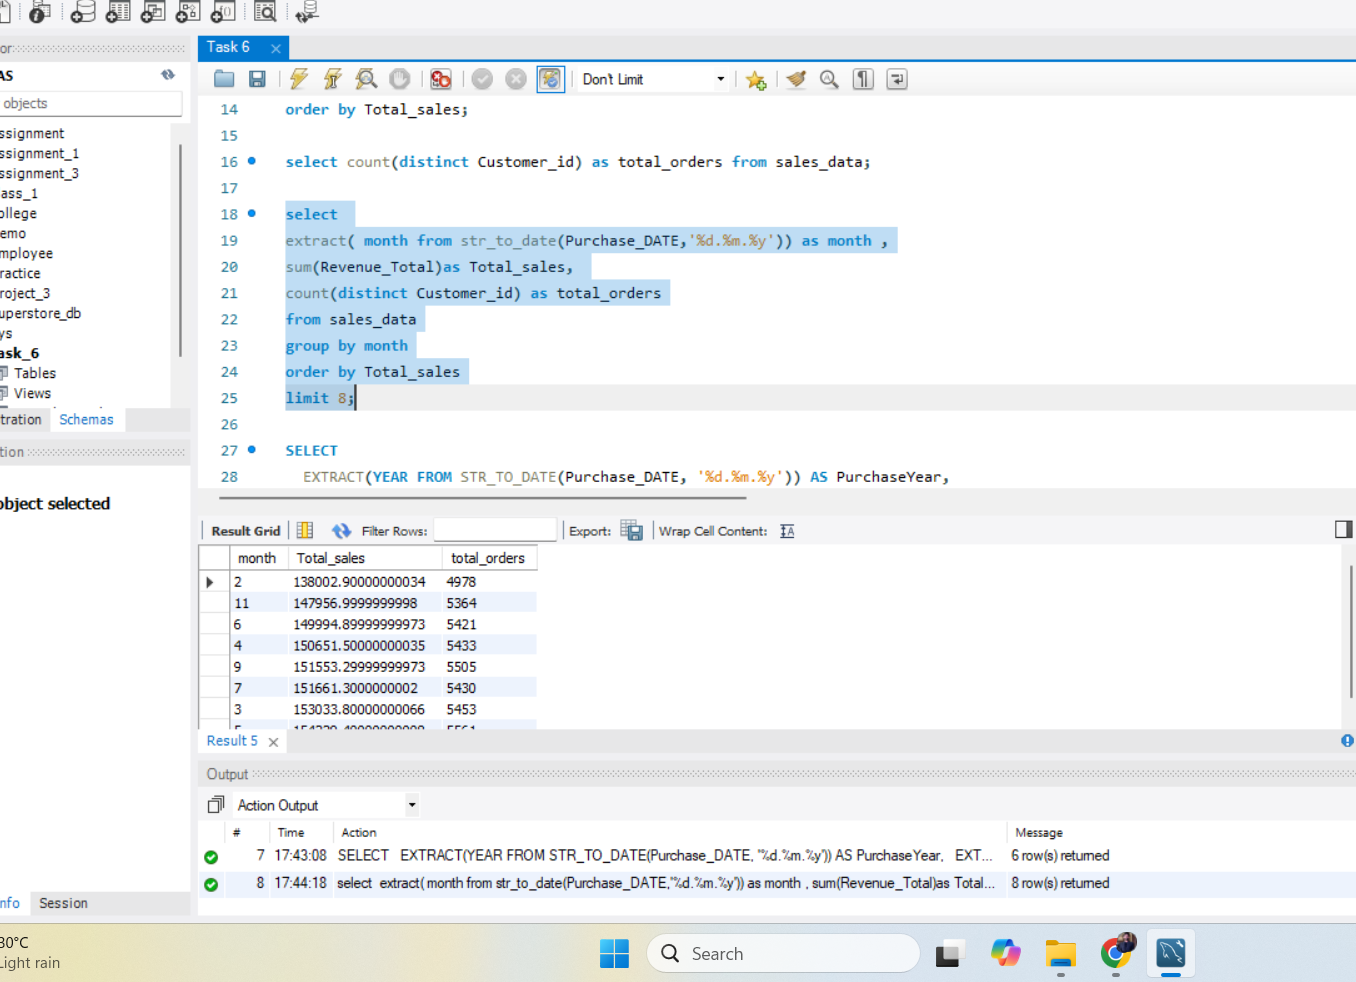 Task 6
Don't Limit
objects
ssignment
ssignment_1
ssignment_3
ass_1
ollege
emo
mployee
ractice
roject_3
uperstore_db
ys
ask_6
Tables
Views
tration Schemas
tion
object selected
nfo Session
14 order by Total_sales;
15
16 select count(distinct Customer_id) as total_orders from sales_data;
17
18 select
19 extract( month from str_to_date(Purchase_DATE,'%d.%m.%y')) as month ,
20 sum(Revenue_Total)as Total_sales,
21 count(distinct Customer_id) as total_orders
22 from sales_data
23 group by month
24 order by Total_sales
25 limit 8;
26
27 SELECT
28 EXTRACT(YEAR FROM STR_TO_DATE(Purchase_DATE, '%d.%m.%y')) AS PurchaseYear,
Result Grid Filter Rows: Export: Wrap Cell Content:
month Total_sales total_orders
2 138002.90000000034 4978
11 147956.9999999998 5364
6 149994.89999999973 5421
4 150651.50000000035 5433
9 151553.29999999973 5505
7 151661.3000000002 5430
3 153033.80000000066 5453
Result 5
Output
Action Output
# Time Action Message
7 17:43:08 SELECT EXTRACT(YEAR FROM STR_TO_DATE(Purchase_DATE, '%d.%m.%y')) AS PurchaseYear, EXT... 6 row(s) returned
8 17:44:18 select extract( month from str_to_date(Purchase_DATE,'%d.%m.%y')) as month , sum(Revenue_Total)as Total... 8 row(s) returned
30°C
Light rain
Search